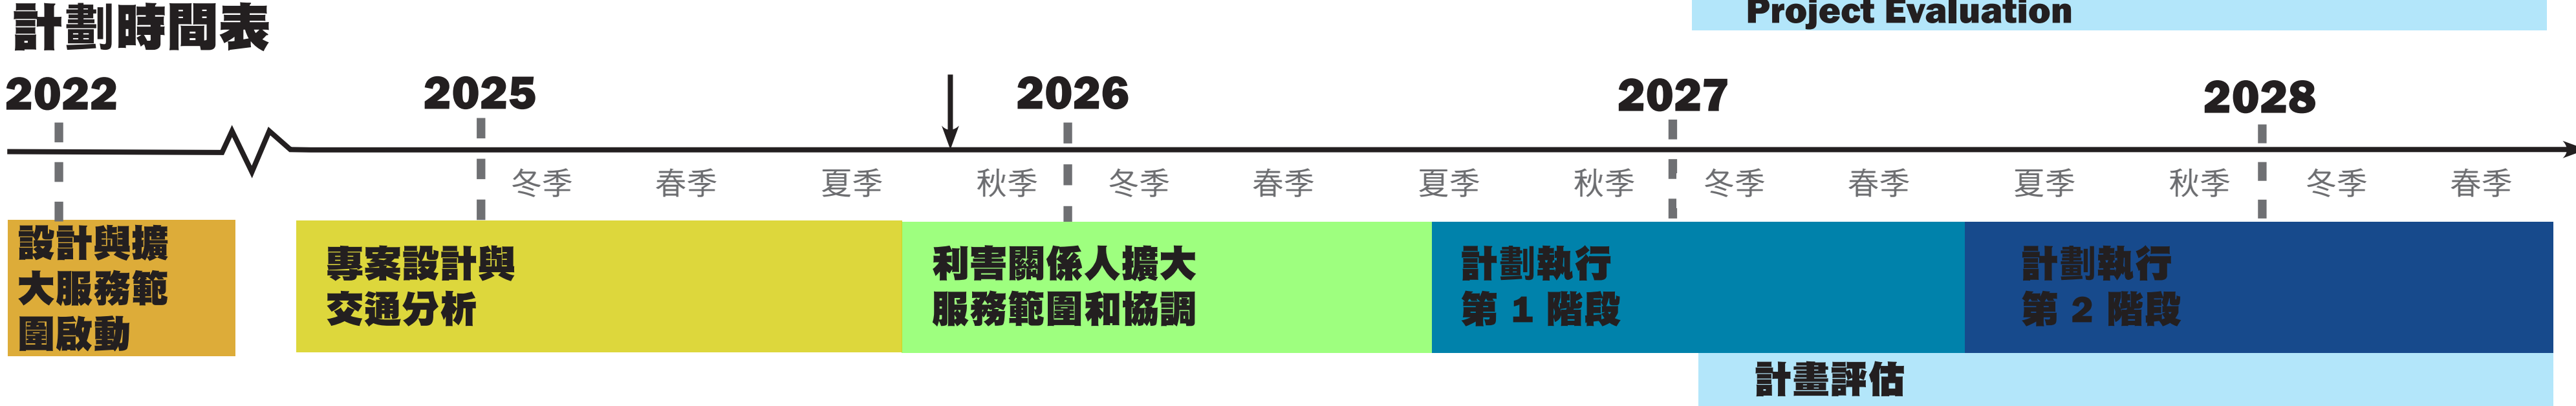 計劃時間表
Project Evaluation
2022
2025
2026
2027
2028
冬季
春季
夏季
秋季
冬季
春季
夏季
秋季
冬季
春季
夏季
秋季
冬季
春季
設計與擴
大服務範
圍啟動
專案設計與
交通分析
利害關係人擴大
服務範圍和協調
計劃執行
第 1 階段
計劃執行
第 2 階段
計畫評估